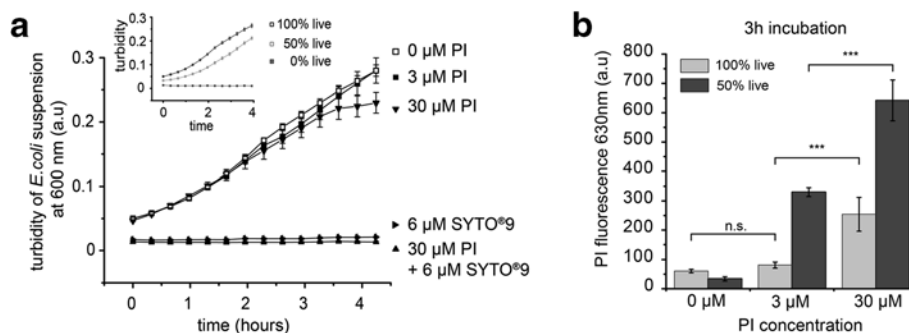 a
turbidity
0.3
0.2
0.1
0
0 2 4
time
100% live
50% live
0% live
turbidity of E.coli suspension
at 600 nm (a.u)
0.3
0.2
0.1
0
0 1 2 3 4
time (hours)
0 µM PI
3 µM PI
30 µM PI
6 µM SYTO®9
30 µM PI
+ 6 µM SYTO®9
b
3h incubation
PI fluorescence 630nm (a.u)
800
700
600
500
400
350
300
250
200
150
100
50
0
100% live
50% live
n.s.
***
***
0 µM 3 µM 30 µM
PI concentration